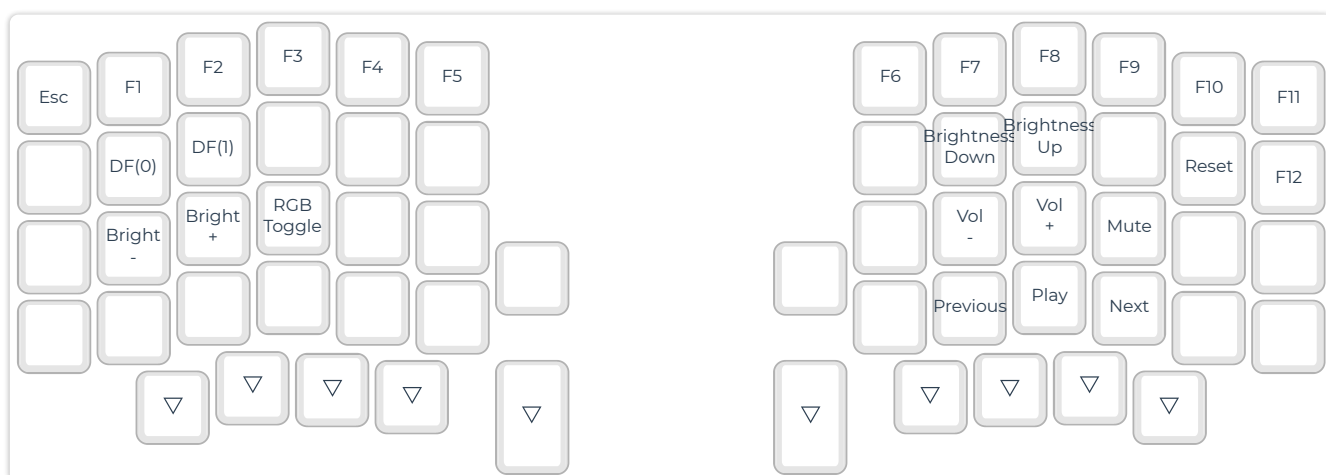 Esc
F1
F2
F3
F4
F5
F6
F7
F8
F9
F10
F11
DF(0)
DF(1)
Brightness
Down
Brightness
Up
Reset
F12
Bright
-
Bright
+
RGB
Toggle
Vol
-
Vol
+
Mute
Previous
Play
Next
▽
▽
▽
▽
▽
▽
▽
▽
▽
▽